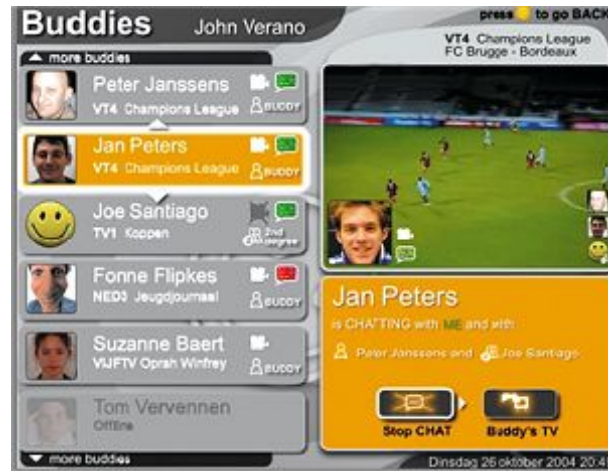 Buddies John Verano
press to go BACK
more buddies
Peter Janssens
VT4 Champions League BUDDY
Jan Peters
VT4 Champions League BUDDY
Joe Santiago
TV1 Koppen 2nd degree
Fonne Flipkes
NED3 Jeugdjournaal BUDDY
Suzanne Baert
VIJFTV Oprah Winfrey BUDDY
Tom Vervennen
Offline
more buddies
VT4 Champions League
FC Brugge - Bordeaux
Jan Peters
is CHATTING with ME and with:
Peter Janssens and Joe Santiago
Stop CHAT Buddy's TV
Dinsdag 26 oktober 2004